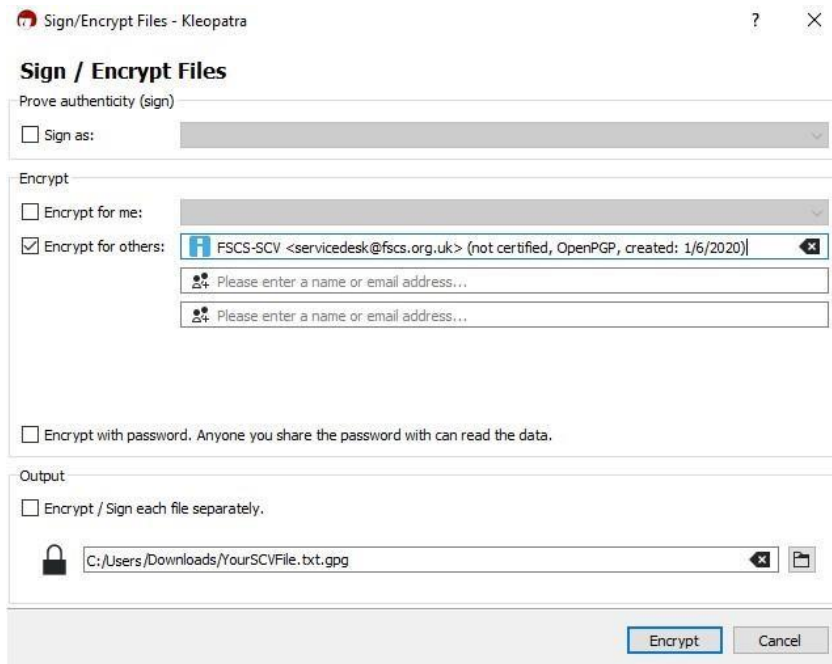 Sign/Encrypt Files - Kleopatra
Sign / Encrypt Files
Prove authenticity (sign)
Sign as:
Encrypt
Encrypt for me:
Encrypt for others: FSCS-SCV <servicedesk@fscs.org.uk> (not certified, OpenPGP, created: 1/6/2020)
Please enter a name or email address...
Please enter a name or email address...
Encrypt with password. Anyone you share the password with can read the data.
Output
Encrypt / Sign each file separately.
C:/Users/Downloads/YourSCVFile.txt.gpg
Encrypt Cancel